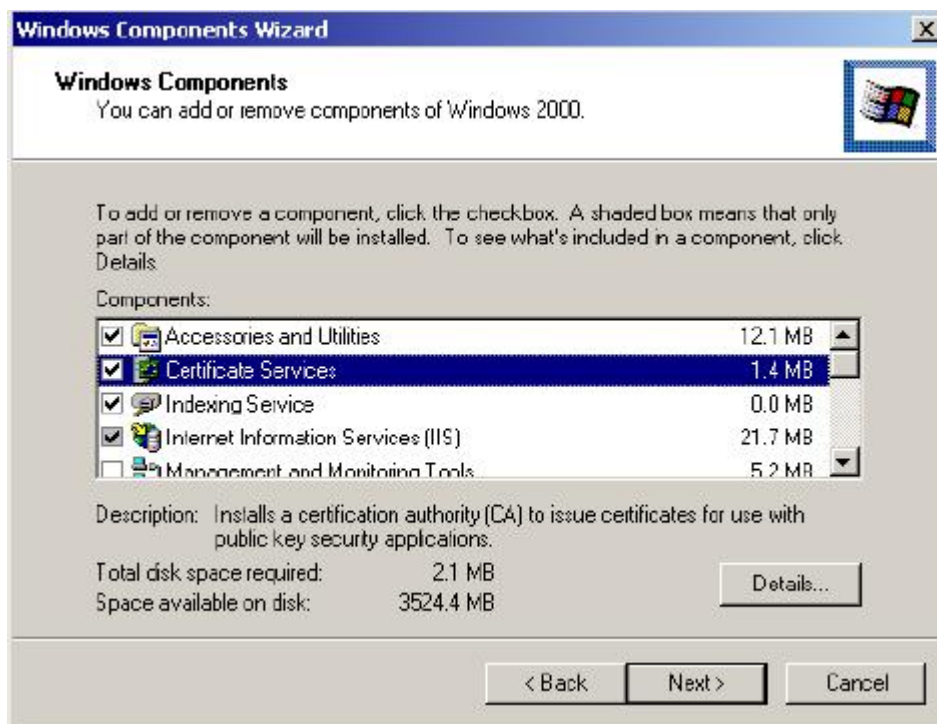 Windows Components Wizard
Windows Components
You can add or remove components of Windows 2000.
To add or remove a component, click the checkbox. A shaded box means that only
part of the component will be installed. To see what's included in a component, click
Details.
Components:
Accessories and Utilities 12.1 MB
Certificate Services 1.4 MB
Indexing Service 0.0 MB
Internet Information Services (IIS) 21.7 MB
Management and Monitoring Tools 5.2 MB
Description: Installs a certification authority (CA) to issue certificates for use with
public key security applications.
Total disk space required: 2.1 MB
Space available on disk: 3524.4 MB
Details...
< Back Next > Cancel